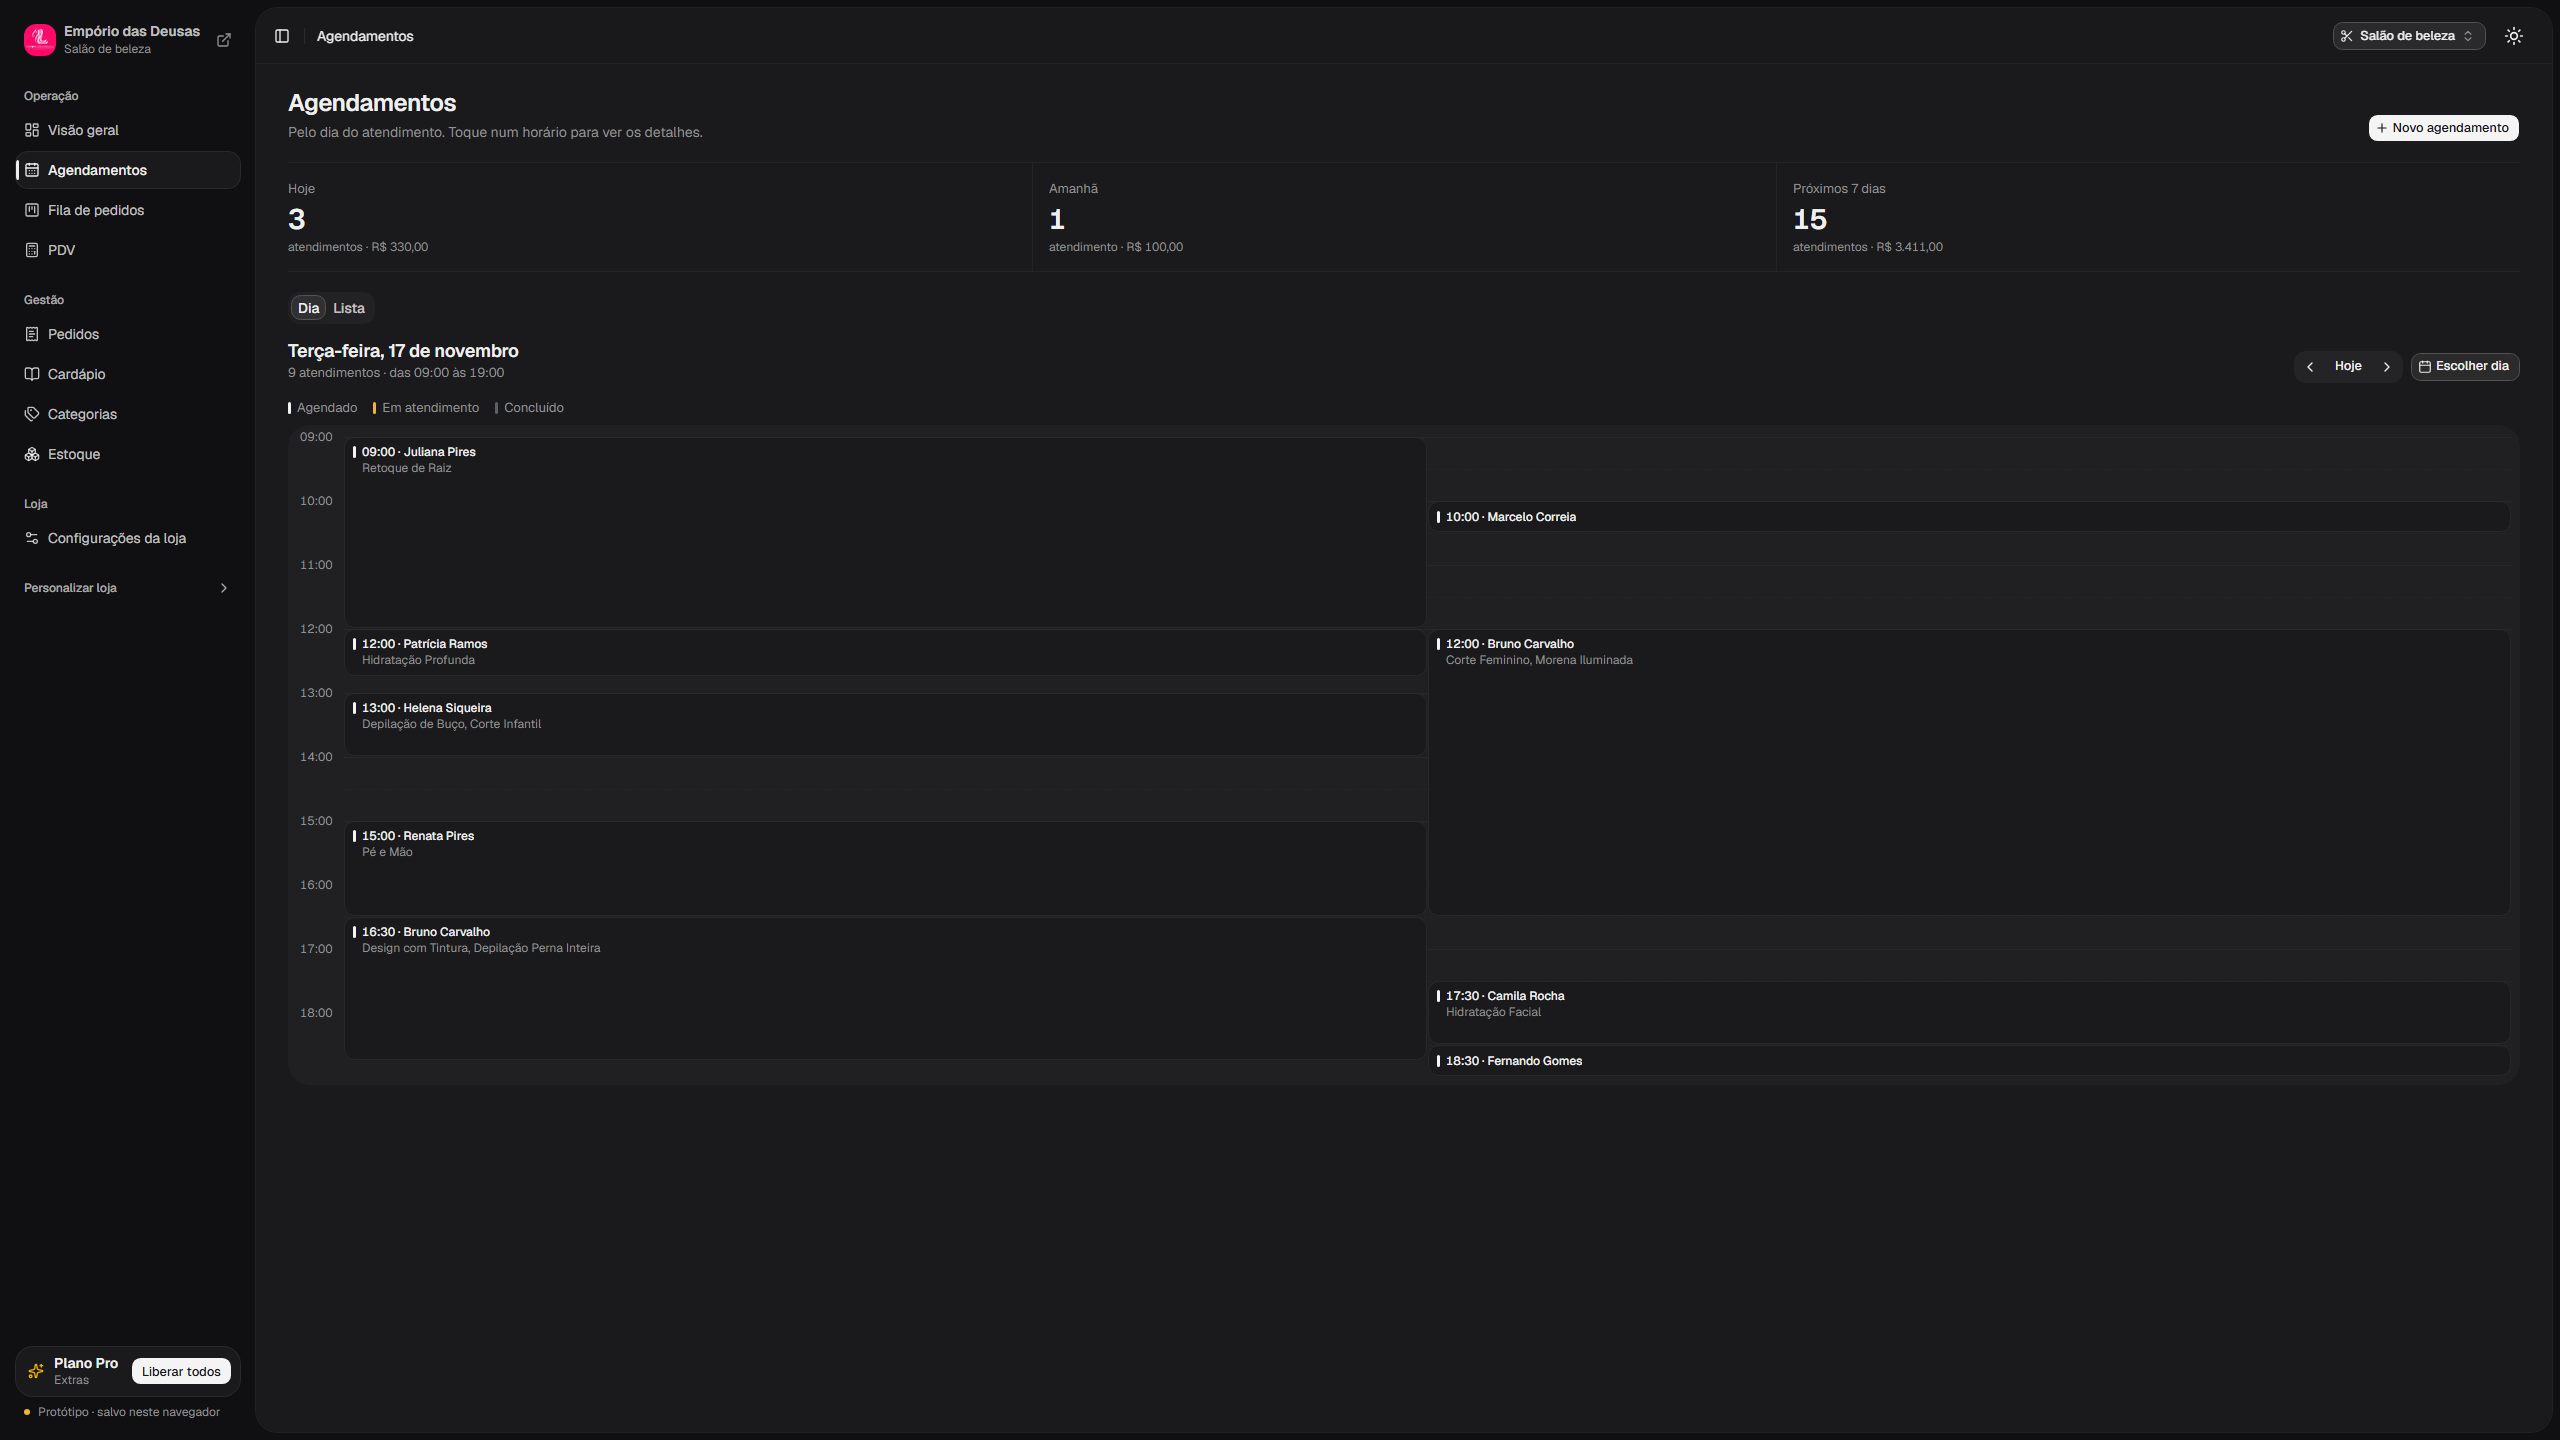 Empório das Deusas
Salão de beleza
Operação
Visão geral
Agendamentos
Fila de pedidos
PDV
Gestão
Pedidos
Cardápio
Categorias
Estoque
Loja
Configurações da loja
Personalizar loja
Plano Pro
Extras
Liberar todos
Protótipo · salvo neste navegador
Agendamentos
Salão de beleza
Agendamentos
Pelo dia do atendimento. Toque num horário para ver os detalhes.
+ Novo agendamento
Hoje
3
atendimentos · R$ 330,00
Amanhã
1
atendimento · R$ 100,00
Próximos 7 dias
15
atendimentos · R$ 3.411,00
Dia Lista
Terça-feira, 17 de novembro
9 atendimentos · das 09:00 às 19:00
Hoje
Escolher dia
Agendado Em atendimento Concluído
09:00
09:00 · Juliana Pires
Retoque de Raiz
10:00
10:00 · Marcelo Correia
11:00
12:00
12:00 · Patrícia Ramos
Hidratação Profunda
12:00 · Bruno Carvalho
Corte Feminino, Morena Iluminada
13:00
13:00 · Helena Siqueira
Depilação de Buço, Corte Infantil
14:00
15:00
15:00 · Renata Pires
Pé e Mão
16:00
16:30 · Bruno Carvalho
Design com Tintura, Depilação Perna Inteira
17:00
17:30 · Camila Rocha
Hidratação Facial
18:00
18:30 · Fernando Gomes